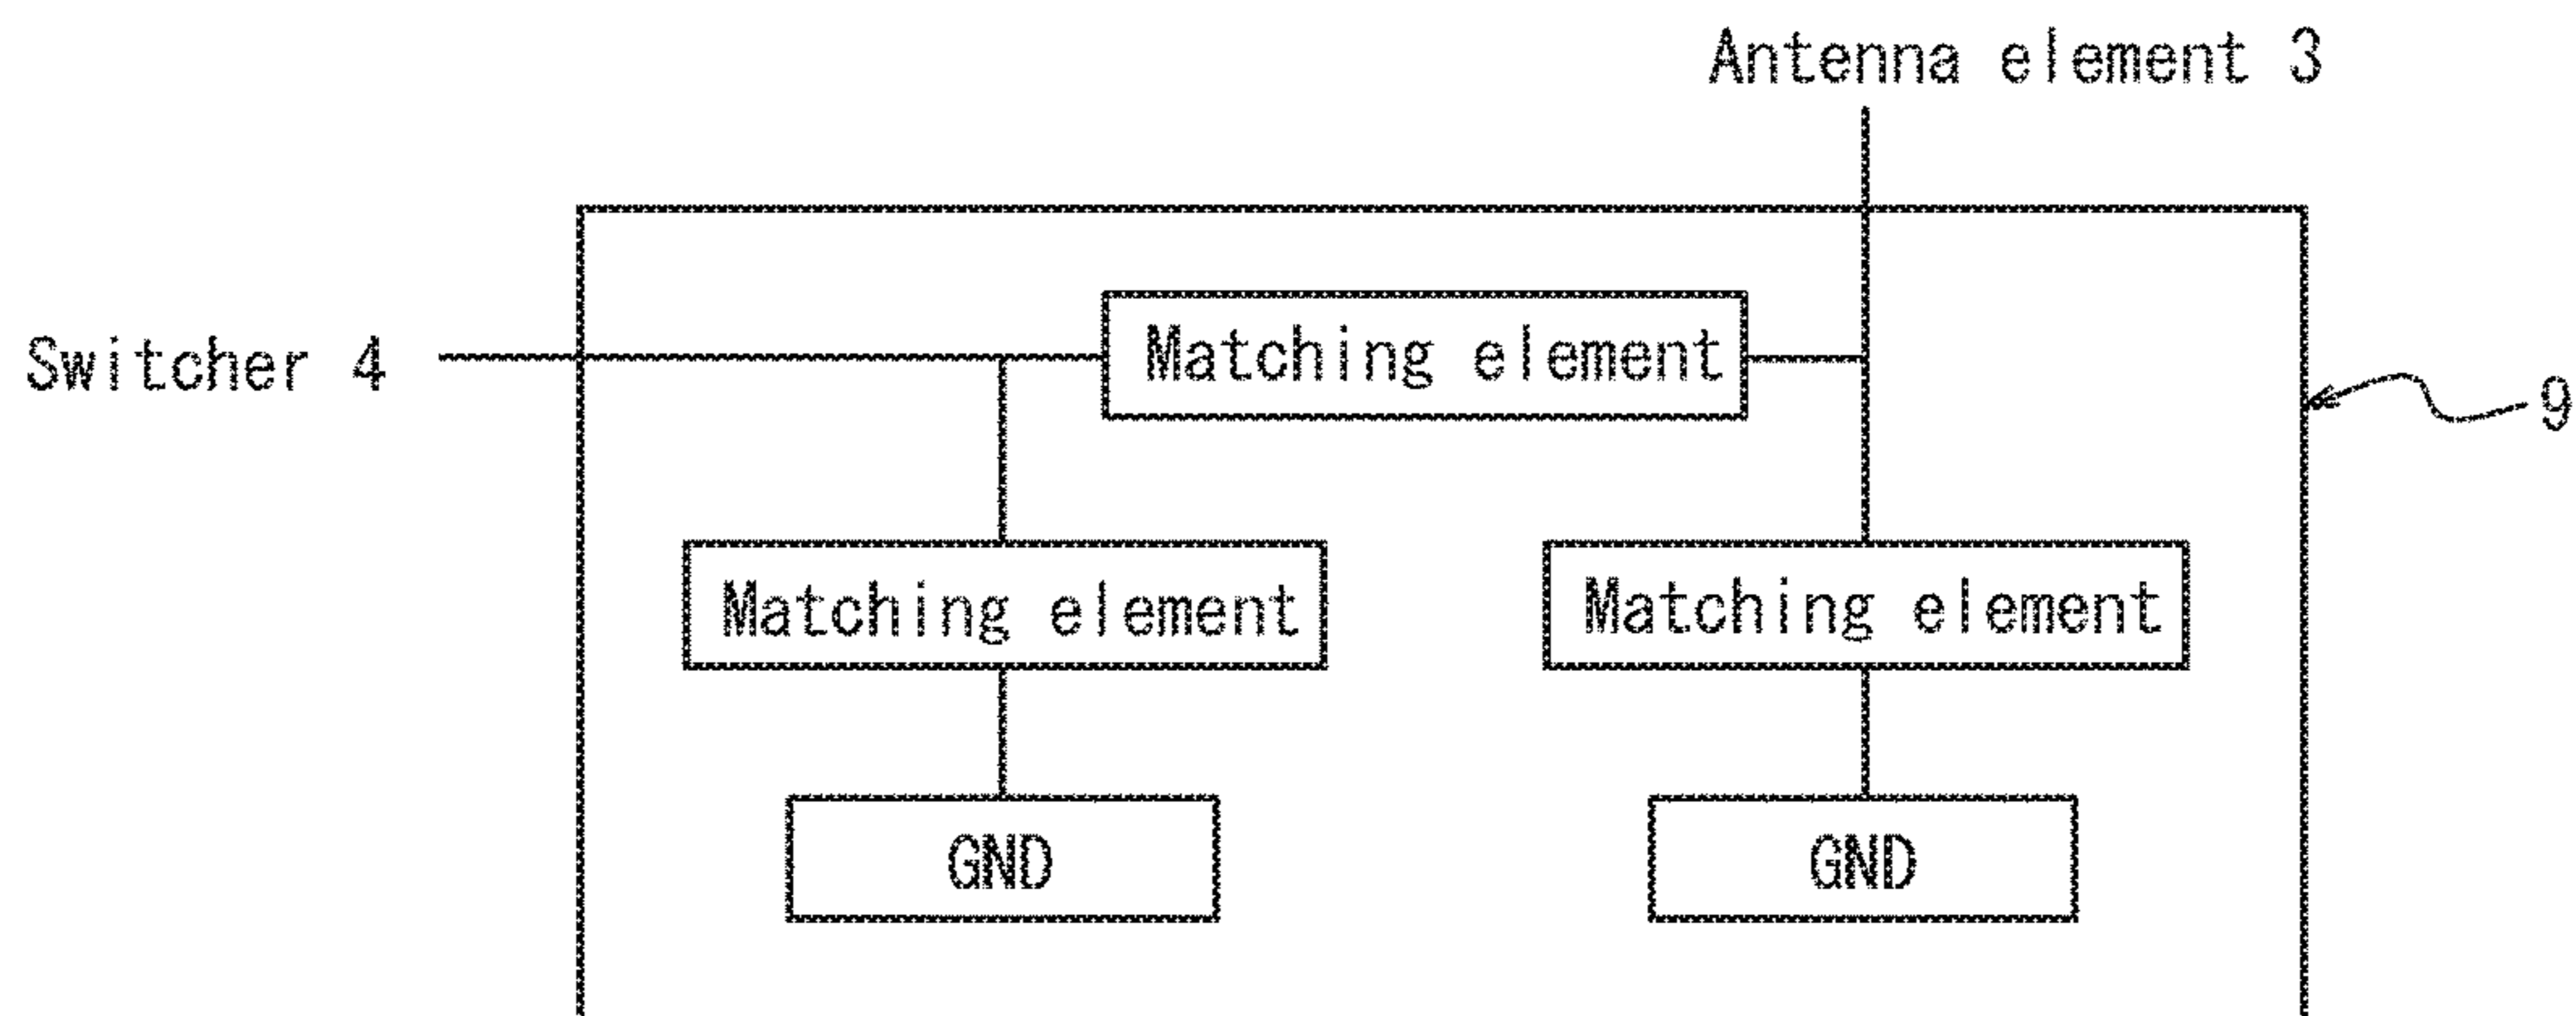 Antenna element 3
Switcher 4
Matching element
9
Matching element
Matching element
GND
GND